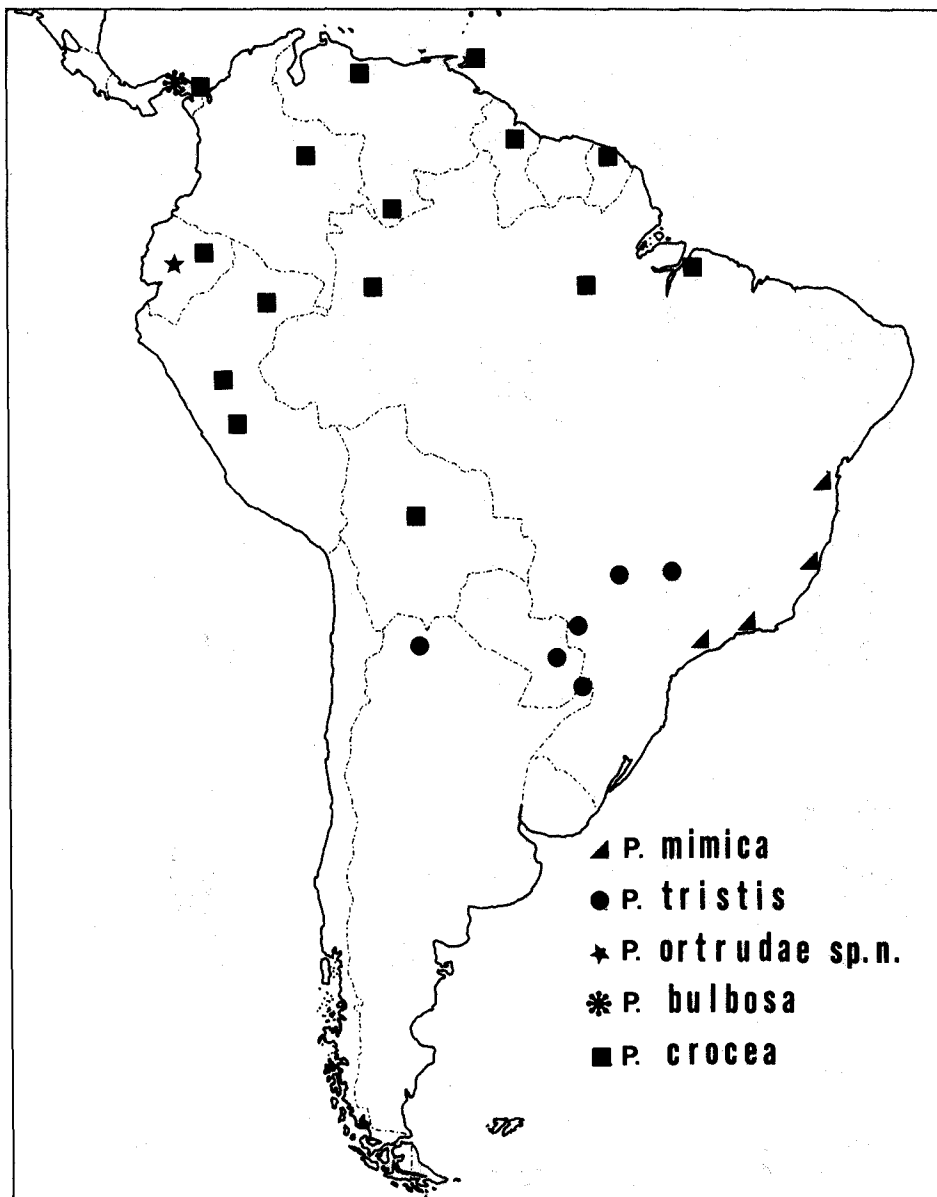 P. mimica
P. tristis
P. ortrudae sp.n.
P. bulbosa
P. crocea